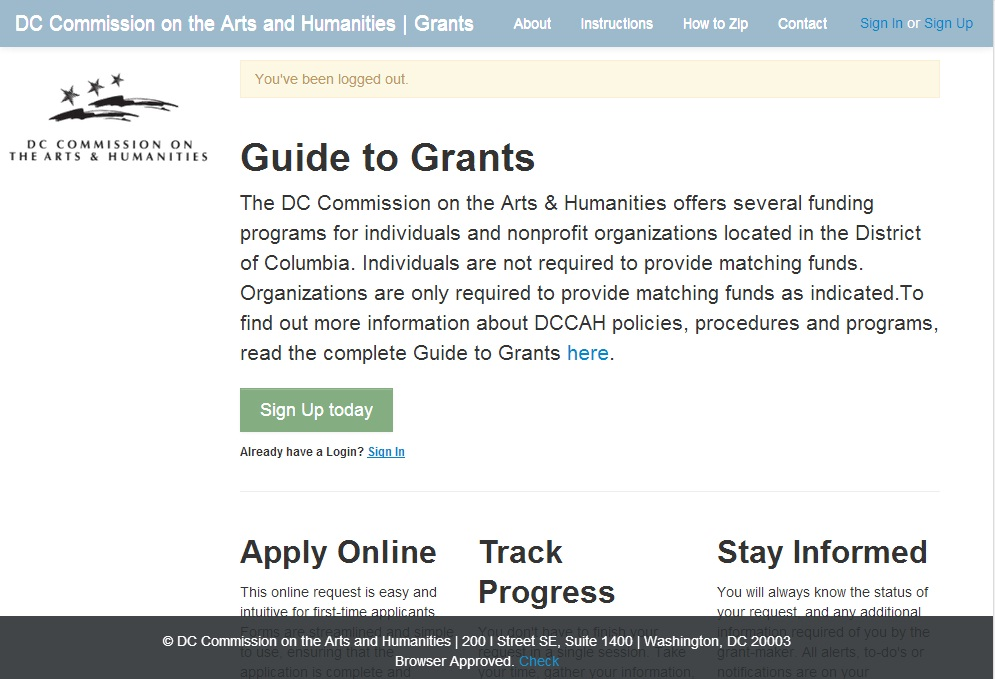 DC Commission on the Arts and Humanities | Grants About Instructions How to Zip Contact Sign In or Sign Up
DC COMMISSION ON
THE ARTS & HUMANITIES
You've been logged out.
Guide to Grants
The DC Commission on the Arts & Humanities offers several funding
programs for individuals and nonprofit organizations located in the District
of Columbia. Individuals are not required to provide matching funds.
Organizations are only required to provide matching funds as indicated.To
find out more information about DCCAH policies, procedures and programs,
read the complete Guide to Grants here.
Sign Up today
Already have a Login? Sign In
Apply Online
This online request is easy and
intuitive for first-time applicants.
Forms are streamlined and simple
to use, ensuring that the
application is complete and
Track
Progress
You don't have to finish your
request in a single session. Take
your time, gather your information,
Stay Informed
You will always know the status of
your request, and any additional
information required of you by the
grant-maker. All alerts, to-do's or
notifications are on your
© DC Commission on the Arts and Humanities | 200 I Street SE, Suite 1400 | Washington, DC 20003
Browser Approved. Check